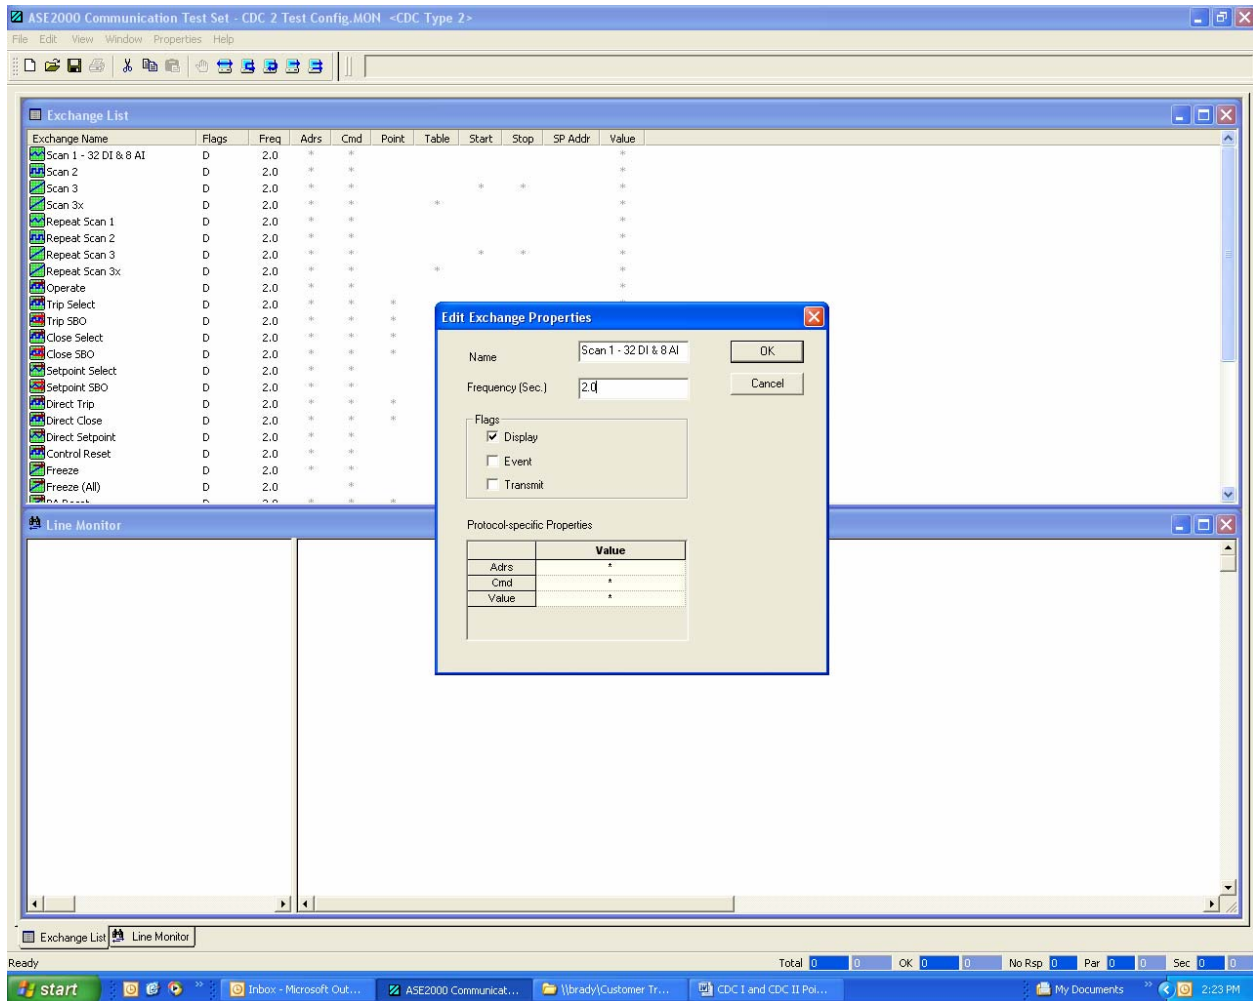 ASE2000 Communication Test Set - CDC 2 Test Config.MON <CDC Type 2>
File Edit View Window Properties Help
Exchange List
Exchange Name Flags Freq Adrs Cmd Point Table Start Stop SP Addr Value
Scan 1 - 32 DI & 8 AI D 2.0 * * *
Scan 2 D 2.0 * * *
Scan 3 D 2.0 * * * * *
Scan 3x D 2.0 * * * *
Repeat Scan 1 D 2.0 * * *
Repeat Scan 2 D 2.0 * * *
Repeat Scan 3 D 2.0 * * * * *
Repeat Scan 3x D 2.0 * * * *
Operate D 2.0 * * *
Trip Select D 2.0 * * *
Trip SBO D 2.0 * * *
Close Select D 2.0 * * *
Close SBO D 2.0 * * *
Setpoint Select D 2.0 * *
Setpoint SBO D 2.0 * *
Direct Trip D 2.0 * * *
Direct Close D 2.0 * * *
Direct Setpoint D 2.0 * *
Control Reset D 2.0 * *
Freeze D 2.0 * *
Freeze (All) D 2.0 *
Edit Exchange Properties
Name Scan 1 - 32 DI & 8 AI OK
Frequency (Sec.) 2.0 Cancel
Flags
Display
Event
Transmit
Protocol-specific Properties
Value
Adrs *
Cmd *
Value *
Line Monitor
Exchange List Line Monitor
Ready Total 0 0 OK 0 0 No Rsp 0 Par 0 0 Sec 0 0
start Inbox - Microsoft Out... ASE2000 Communicat... \\brady\Customer Tr... CDC I and CDC II Poi... My Documents 2:23 PM